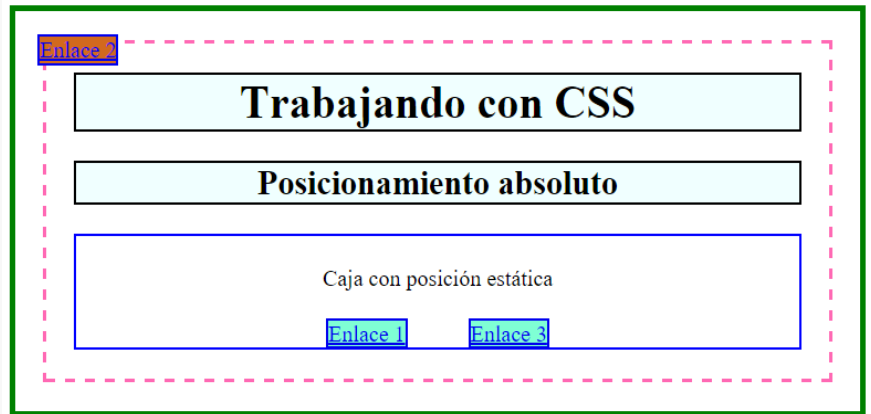 Enlace 2
Trabajando con CSS
Posicionamiento absoluto
Caja con posición estática
Enlace 1 Enlace 3